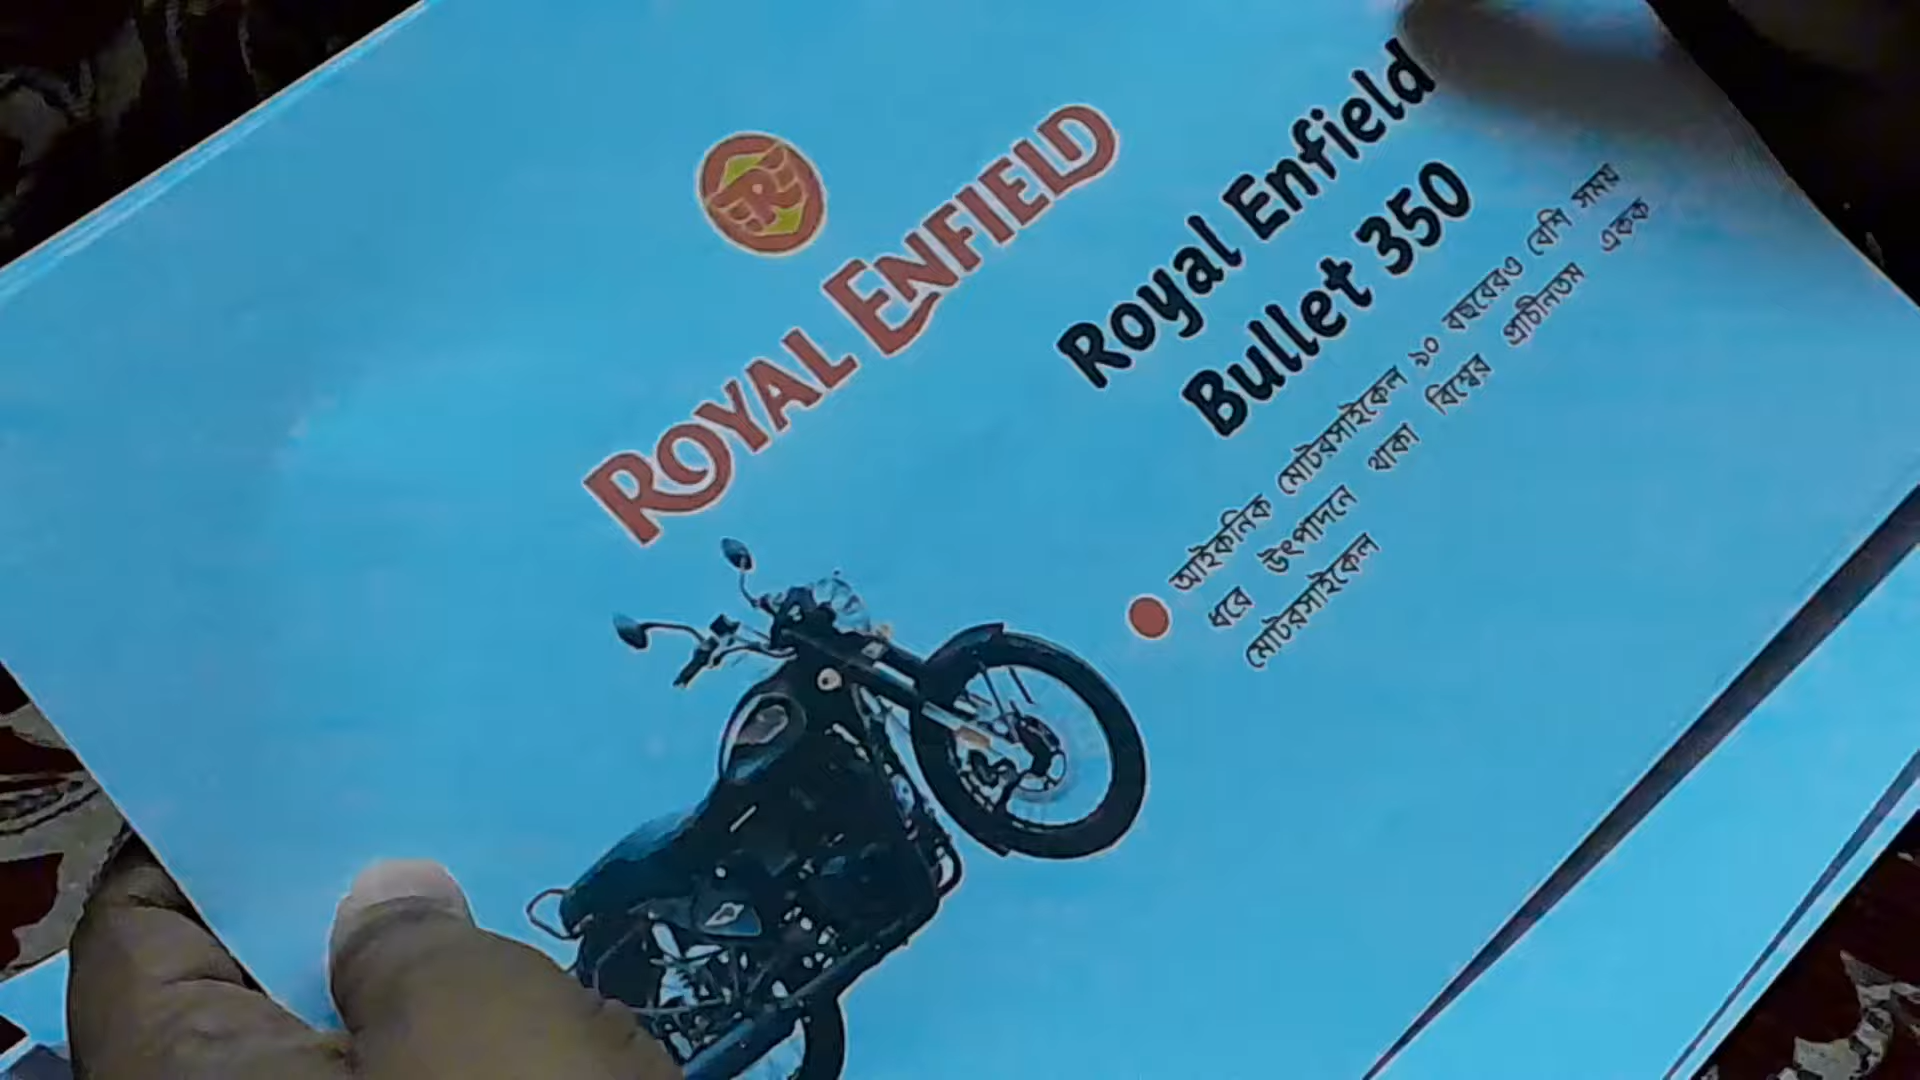 ROYAL ENFIELD
Royal Enfield
Bullet 350
আইকনিক মোটরসাইকেল ৯০ বছরেরও বেশি সময়
ধরে উৎপাদনে থাকা বিশ্বের প্রাচীনতম একক
মোটরসাইকেল